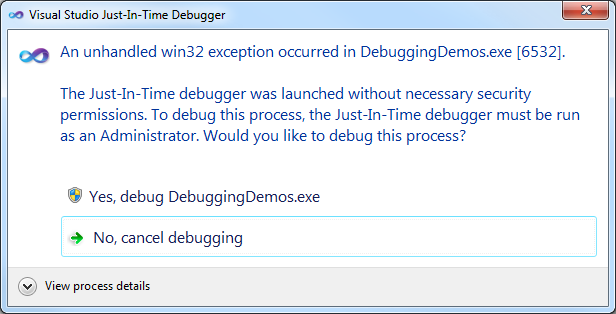 Visual Studio Just-In-Time Debugger
An unhandled win32 exception occurred in DebuggingDemos.exe [6532].
The Just-In-Time debugger was launched without necessary security
permissions. To debug this process, the Just-In-Time debugger must be run
as an Administrator. Would you like to debug this process?
Yes, debug DebuggingDemos.exe
No, cancel debugging
View process details